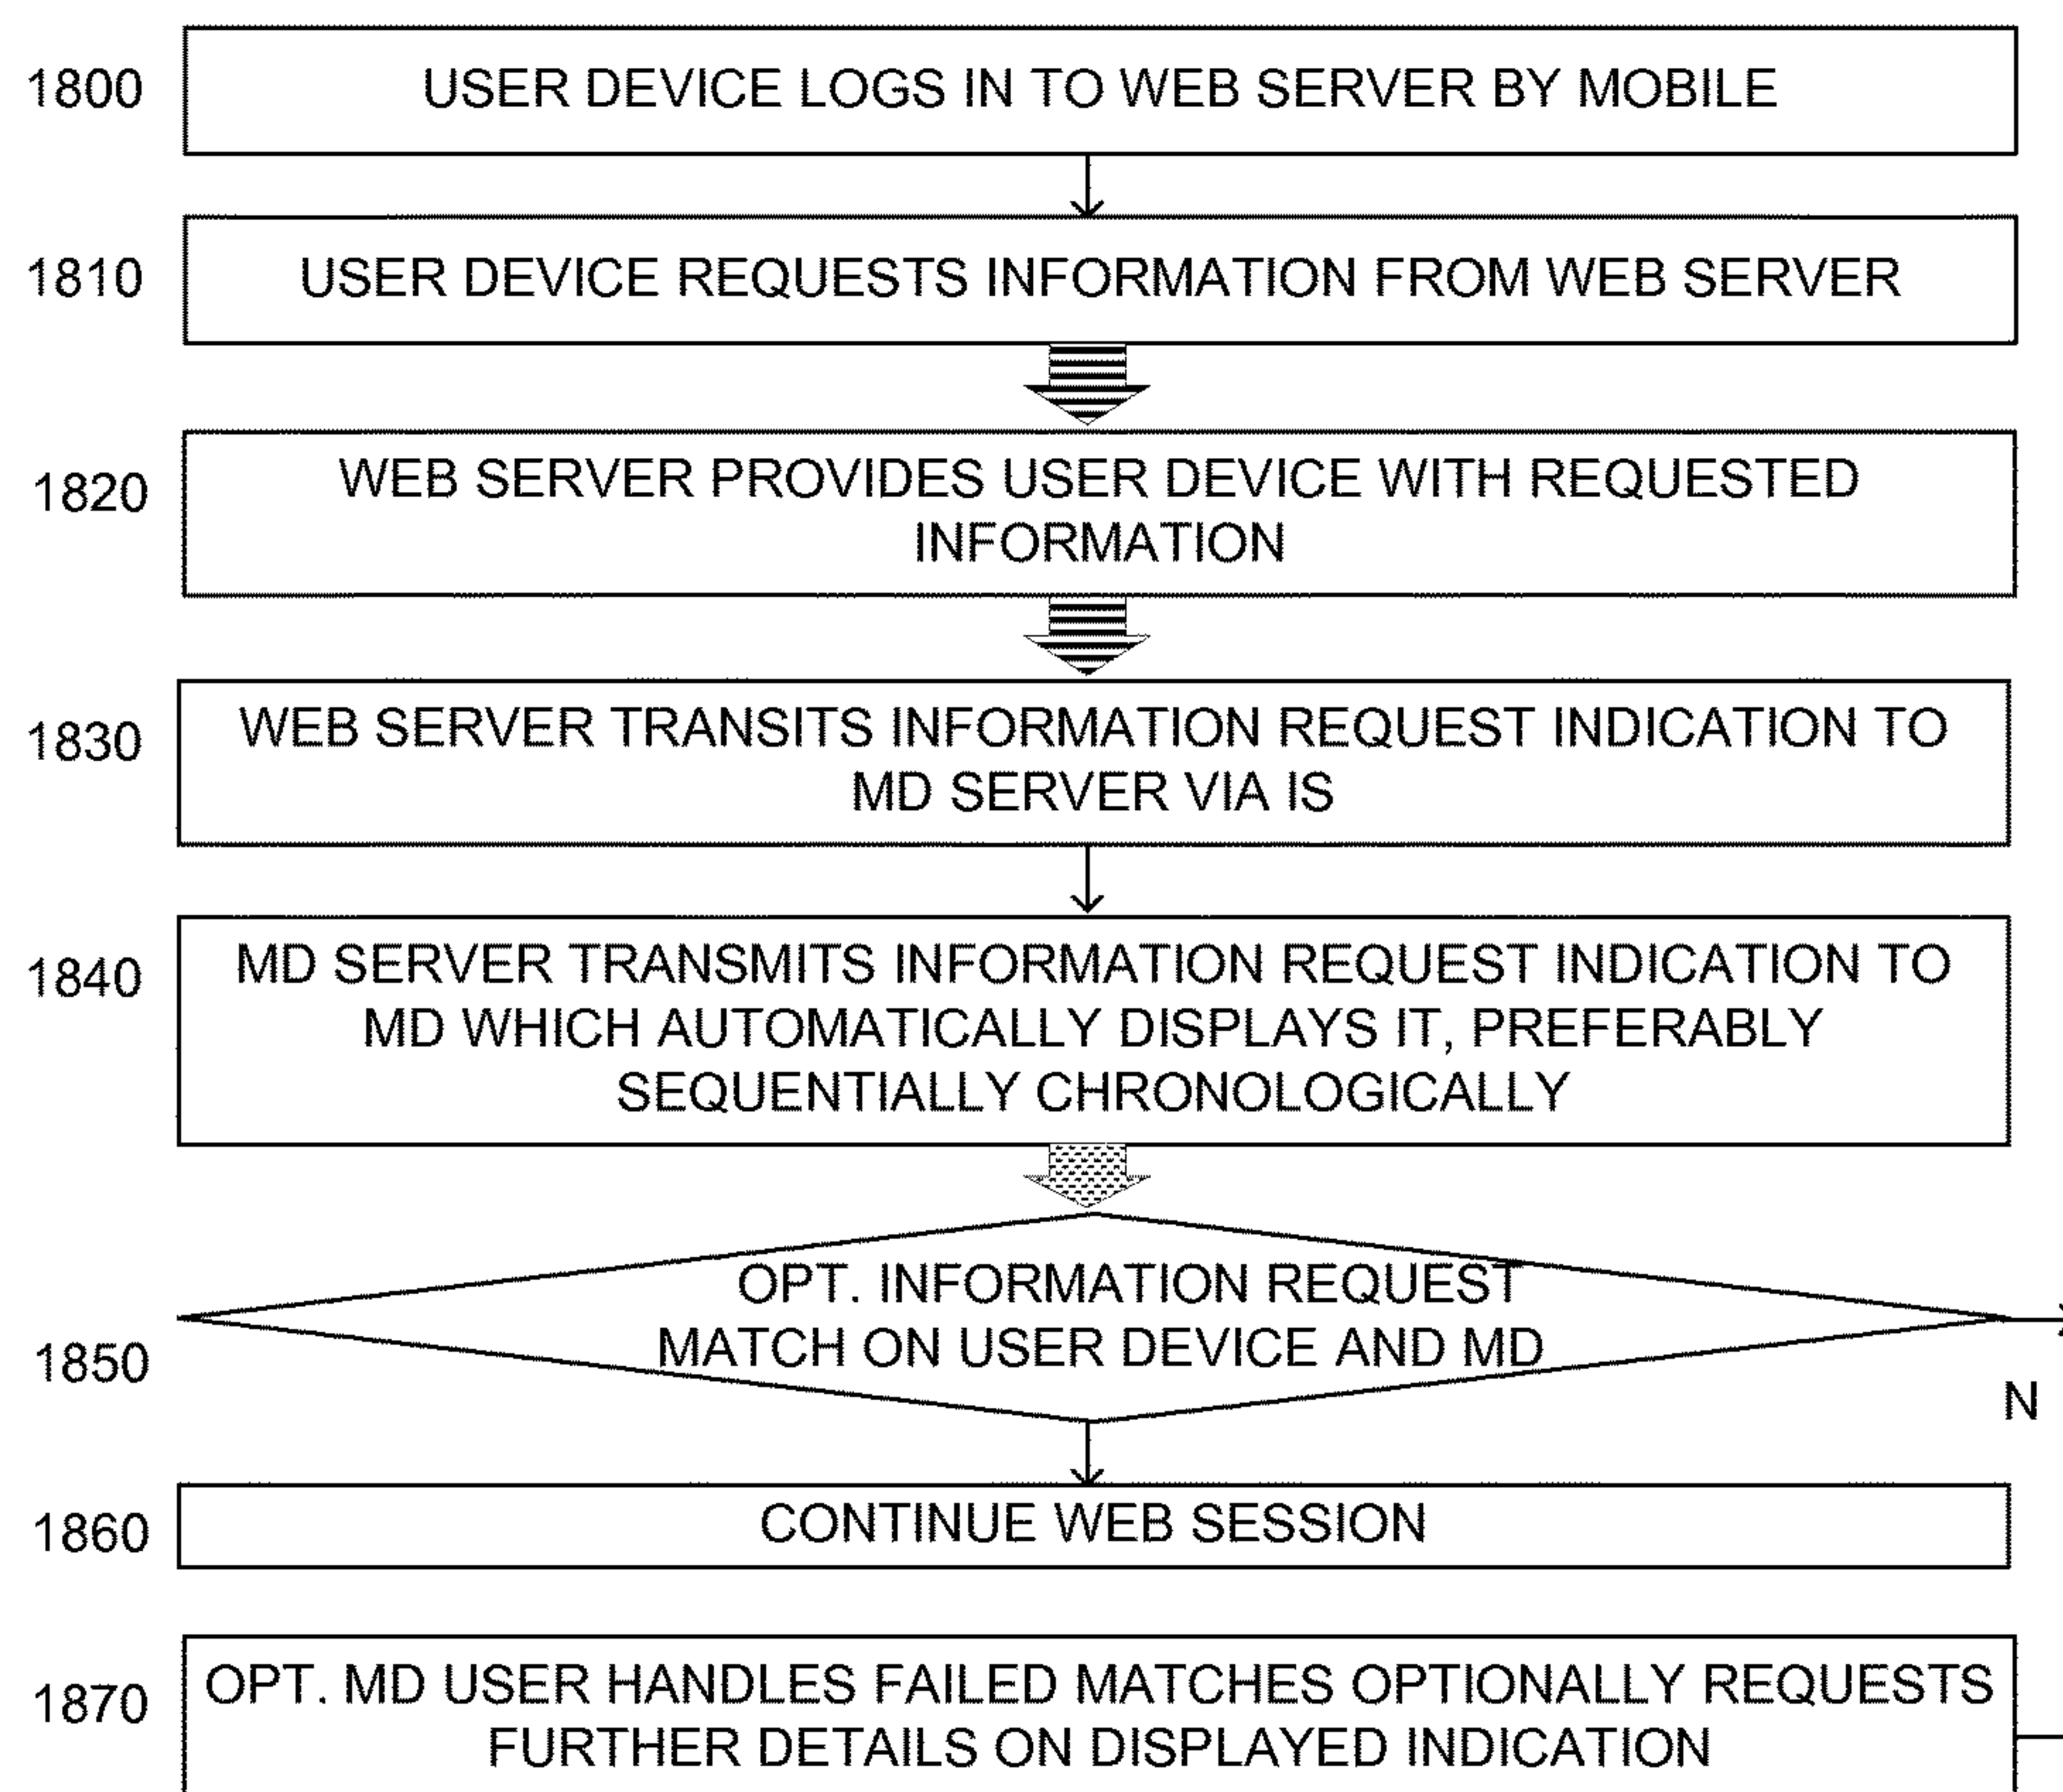 1800
USER DEVICE LOGS IN TO WEB SERVER BY MOBILE
1810
USER DEVICE REQUESTS INFORMATION FROM WEB SERVER
1820
WEB SERVER PROVIDES USER DEVICE WITH REQUESTED
INFORMATION
1830
WEB SERVER TRANSITS INFORMATION REQUEST INDICATION TO
MD SERVER VIA IS
1840
MD SERVER TRANSMITS INFORMATION REQUEST INDICATION TO
MD WHICH AUTOMATICALLY DISPLAYS IT, PREFERABLY
SEQUENTIALLY CHRONOLOGICALLY
1850
OPT. INFORMATION REQUEST
MATCH ON USER DEVICE AND MD
N
1860
CONTINUE WEB SESSION
1870
OPT. MD USER HANDLES FAILED MATCHES OPTIONALLY REQUESTS
FURTHER DETAILS ON DISPLAYED INDICATION